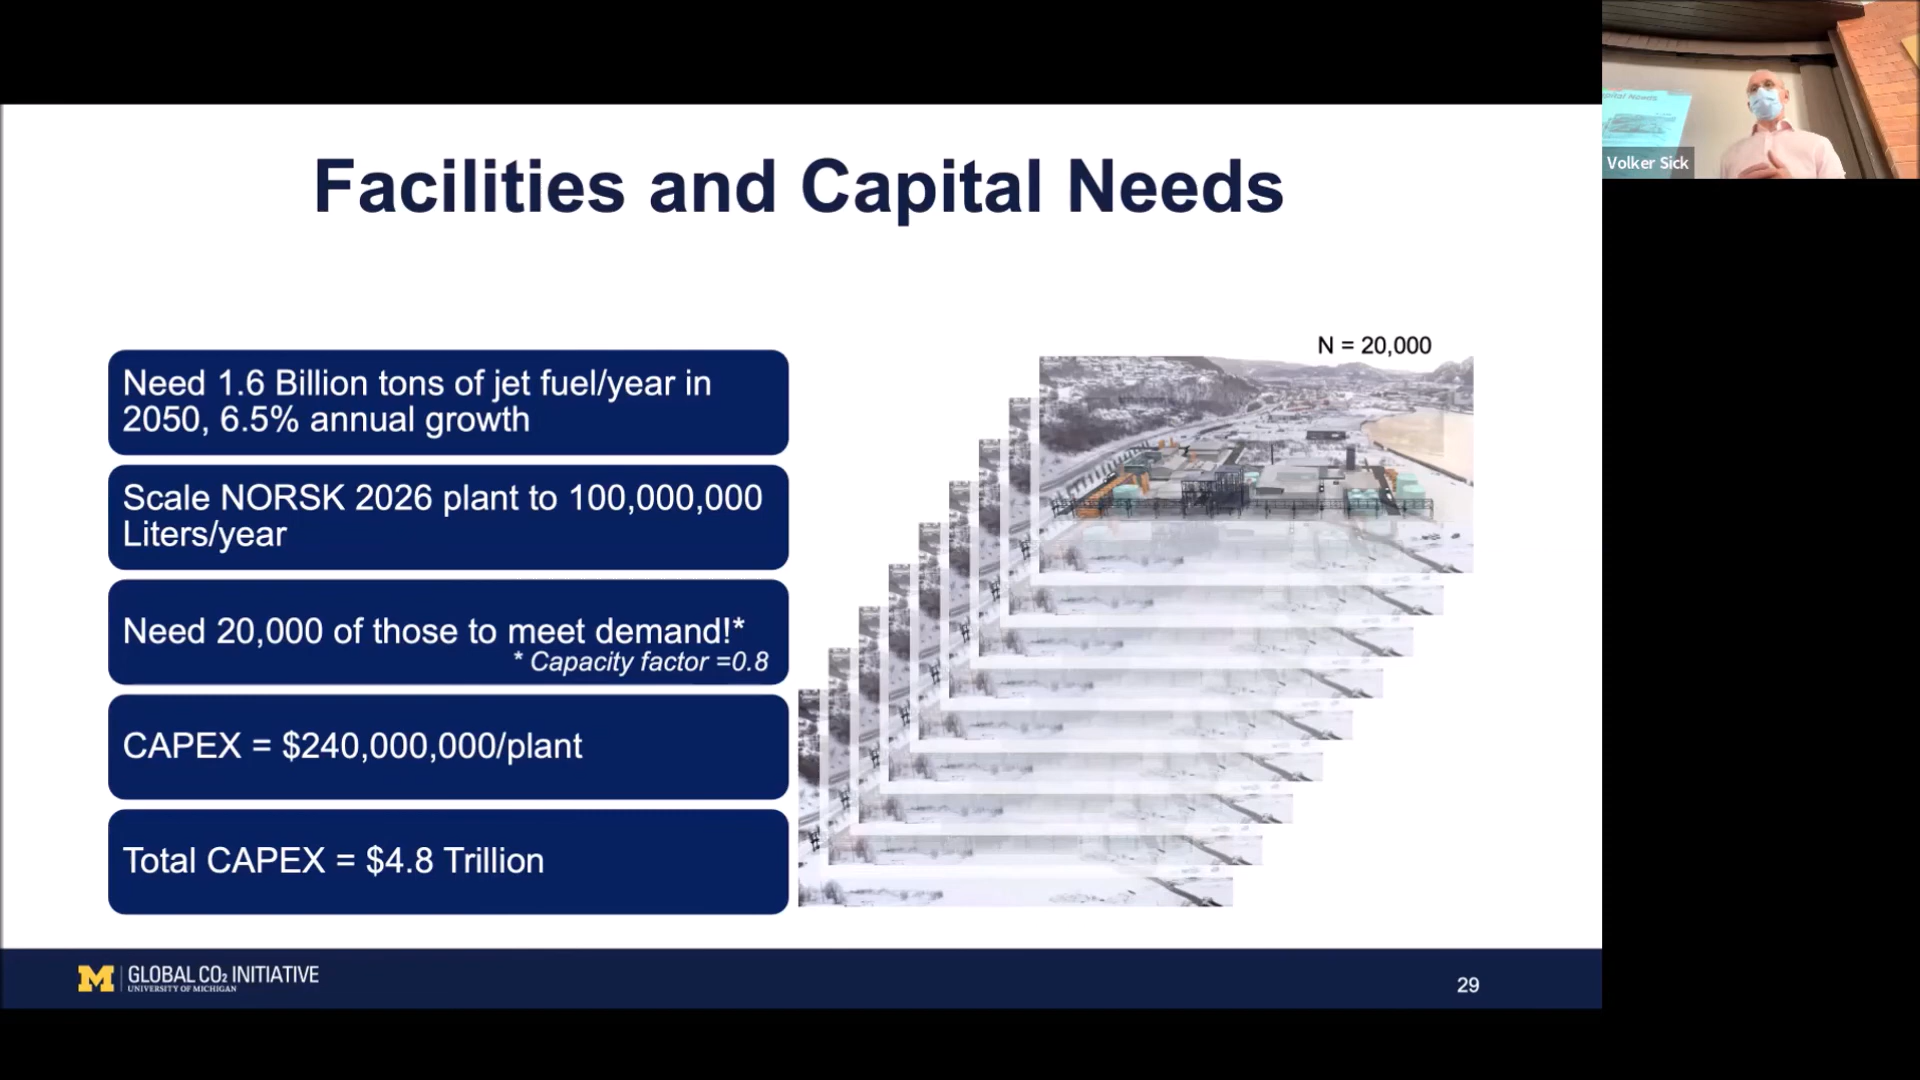 Facilities and Capital Needs
N = 20,000
Need 1.6 Billion tons of jet fuel/year in
2050, 6.5% annual growth
Scale NORSK 2026 plant to 100,000,000
Liters/year
Need 20,000 of those to meet demand!*
* Capacity factor =0.8
CAPEX = $240,000,000/plant
Total CAPEX = $4.8 Trillion
M GLOBAL CO₂ INITIATIVE
UNIVERSITY OF MICHIGAN
29
Capital Needs
Volker Sick